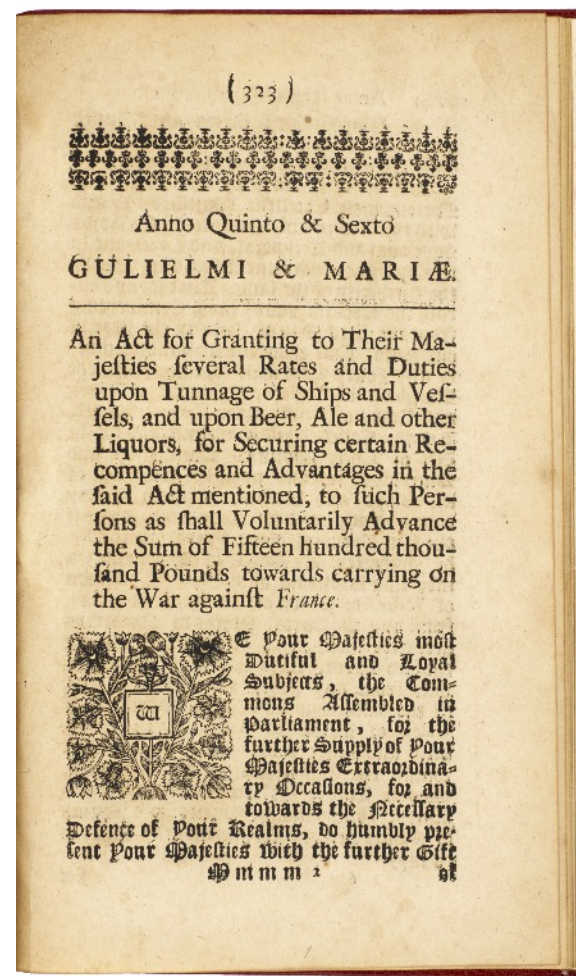 (323)
Anno Quinto & Sexto
GULIELMI & MARIÆ.
An Act for Granting to Their Ma-
jeſties ſeveral Rates and Duties
upon Tunnage of Ships and Veſ-
ſels, and upon Beer, Ale and other
Liquors, for Securing certain Re-
compences and Advantages in the
ſaid Act mentioned, to ſuch Per-
ſons as ſhall Voluntarily Advance
the Sum of Fifteen hundred thou-
ſand Pounds towards carrying on
the War againſt France.
WE Your Majeſties moſt
Dutiful and Loyal
Subjects, the Com-
mons Aſſembled in
Parliament, for the
further Supply of Your
Majeſties Extraordina-
ry Occaſions, for and
towards the Neceſſary
Defence of Your Realms, do humbly pre-
ſent Your Majeſties with the further Gift
Mmmm 2 of